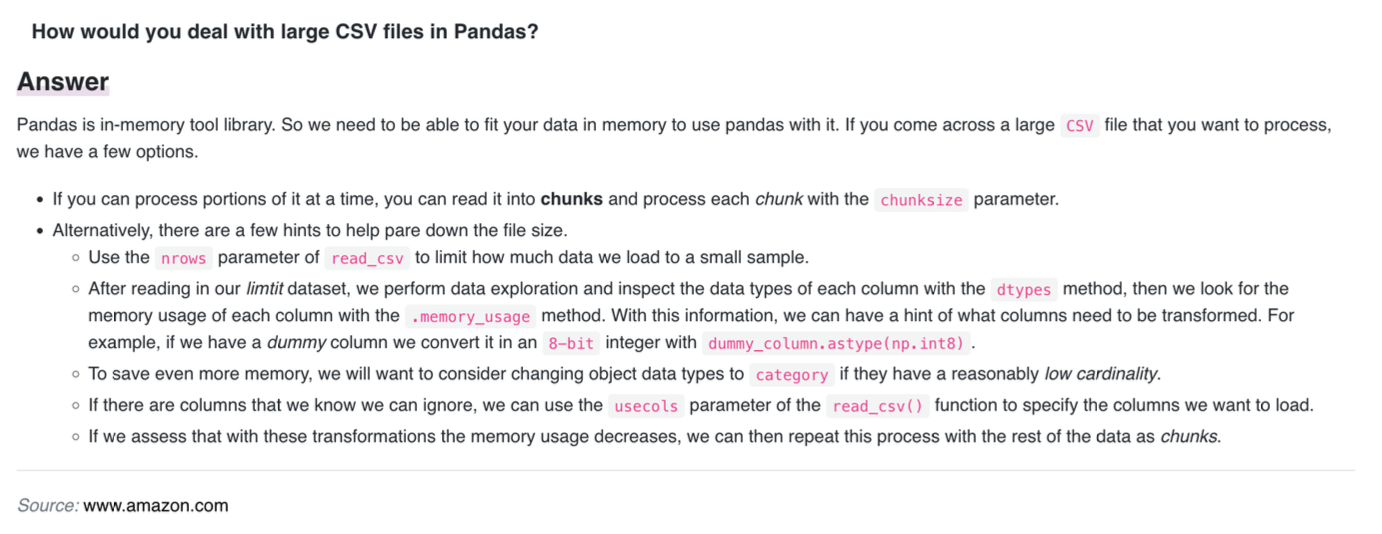 How would you deal with large CSV files in Pandas?
Answer
Pandas is in-memory tool library. So we need to be able to fit your data in memory to use pandas with it. If you come across a large CSV file that you want to process,
we have a few options.
• If you can process portions of it at a time, you can read it into chunks and process each chunk with the chunksize parameter.
• Alternatively, there are a few hints to help pare down the file size.
◦ Use the nrows parameter of read_csv to limit how much data we load to a small sample.
◦ After reading in our limtit dataset, we perform data exploration and inspect the data types of each column with the dtypes method, then we look for the
memory usage of each column with the .memory_usage method. With this information, we can have a hint of what columns need to be transformed. For
example, if we have a dummy column we convert it in an 8-bit integer with dummy_column.astype(np.int8).
◦ To save even more memory, we will want to consider changing object data types to category if they have a reasonably low cardinality.
◦ If there are columns that we know we can ignore, we can use the usecols parameter of the read_csv() function to specify the columns we want to load.
◦ If we assess that with these transformations the memory usage decreases, we can then repeat this process with the rest of the data as chunks.
Source: www.amazon.com